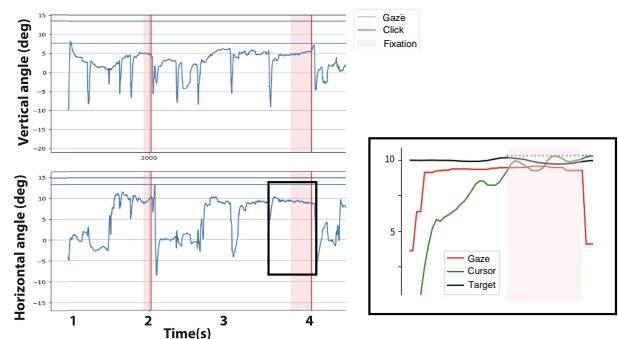 Vertical angle (deg)
15
10
5
0
−5
−10
−15
−20
2000
Gaze
Click
Fixation
Horizontal angle (deg)
15
10
5
0
−5
−10
−15
1 2 3 4
Time(s)
10
5
Gaze
Cursor
Target